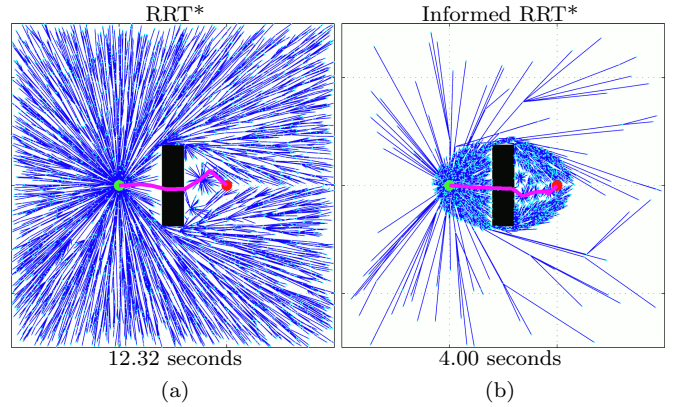 RRT*
Informed RRT*
12.32 seconds
4.00 seconds
(a)
(b)